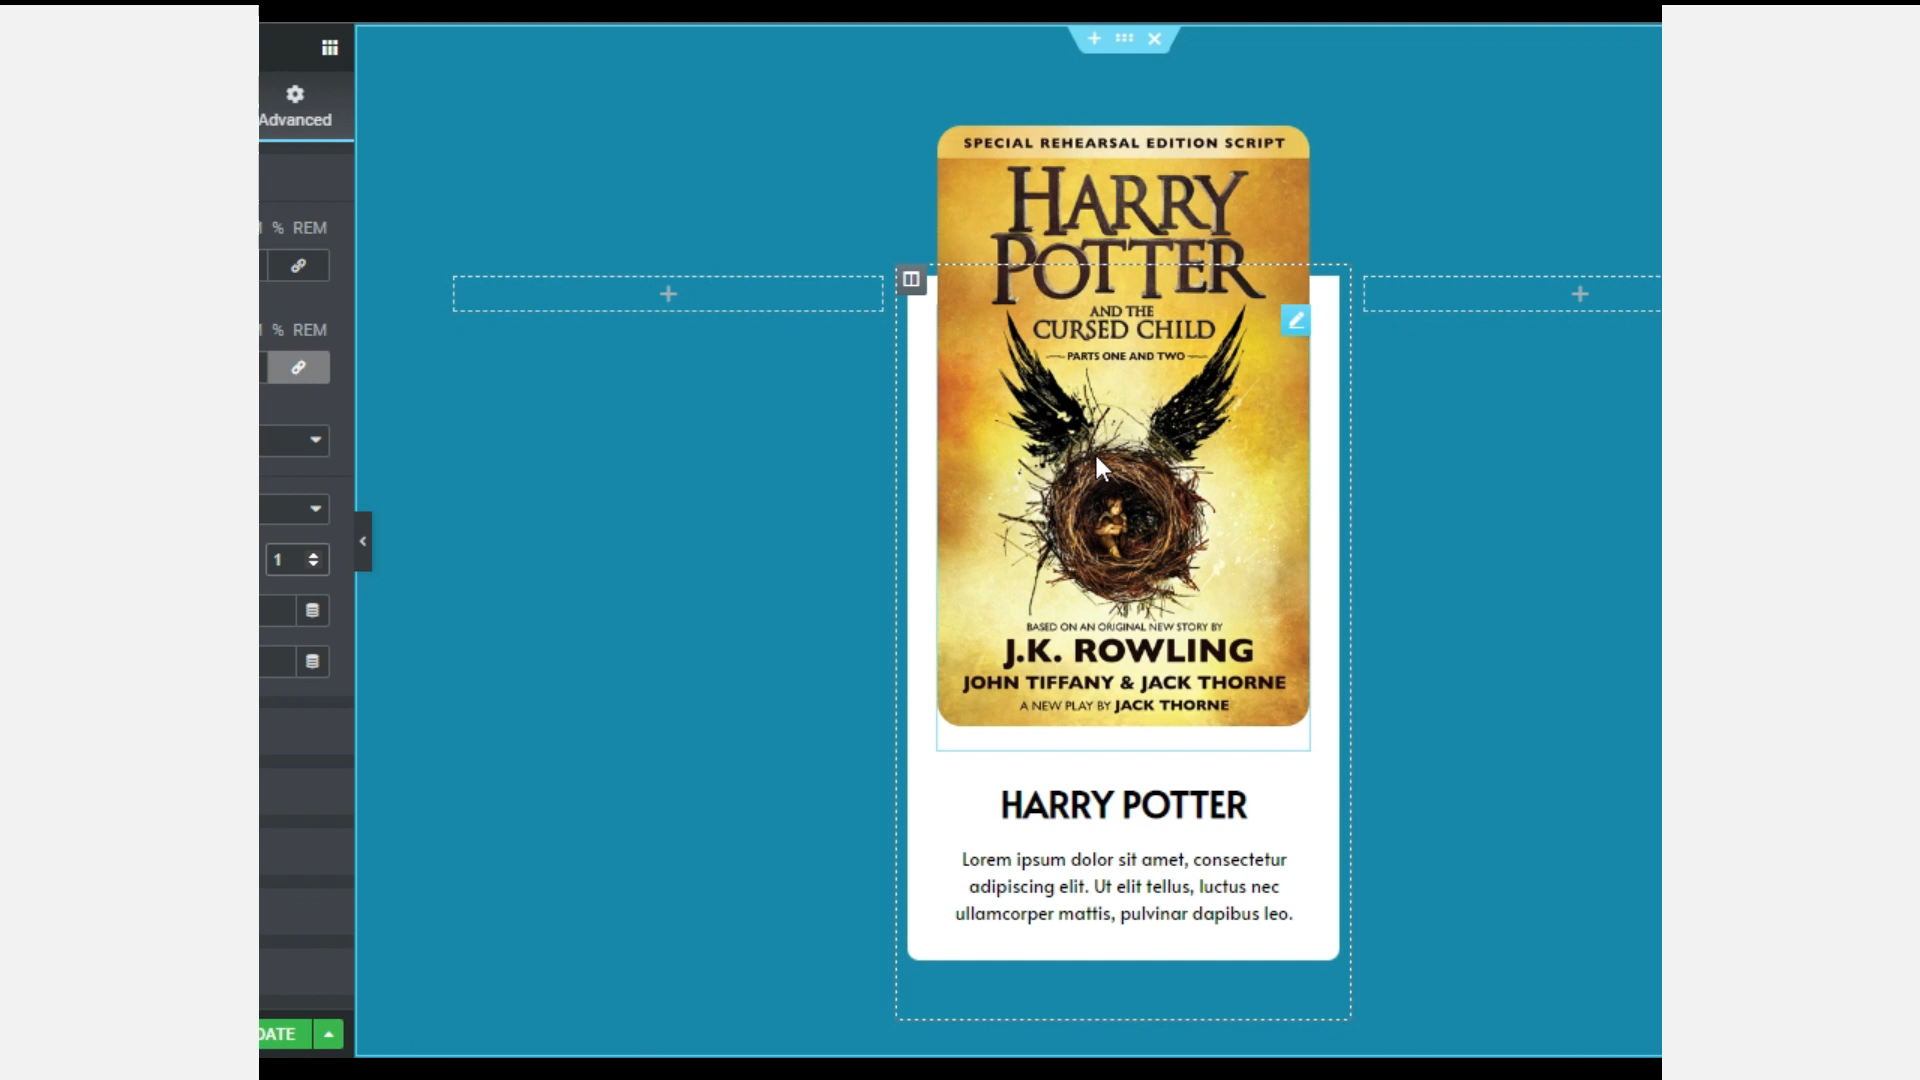 Advanced
% REM
% REM
1
DATE
SPECIAL REHEARSAL EDITION SCRIPT
HARRY
POTTER
AND THE
CURSED CHILD
PARTS ONE AND TWO
BASED ON AN ORIGINAL NEW STORY BY
J.K. ROWLING
JOHN TIFFANY & JACK THORNE
A NEW PLAY BY JACK THORNE
HARRY POTTER
Lorem ipsum dolor sit amet, consectetur
adipiscing elit. Ut elit tellus, luctus nec
ullamcorper mattis, pulvinar dapibus leo.